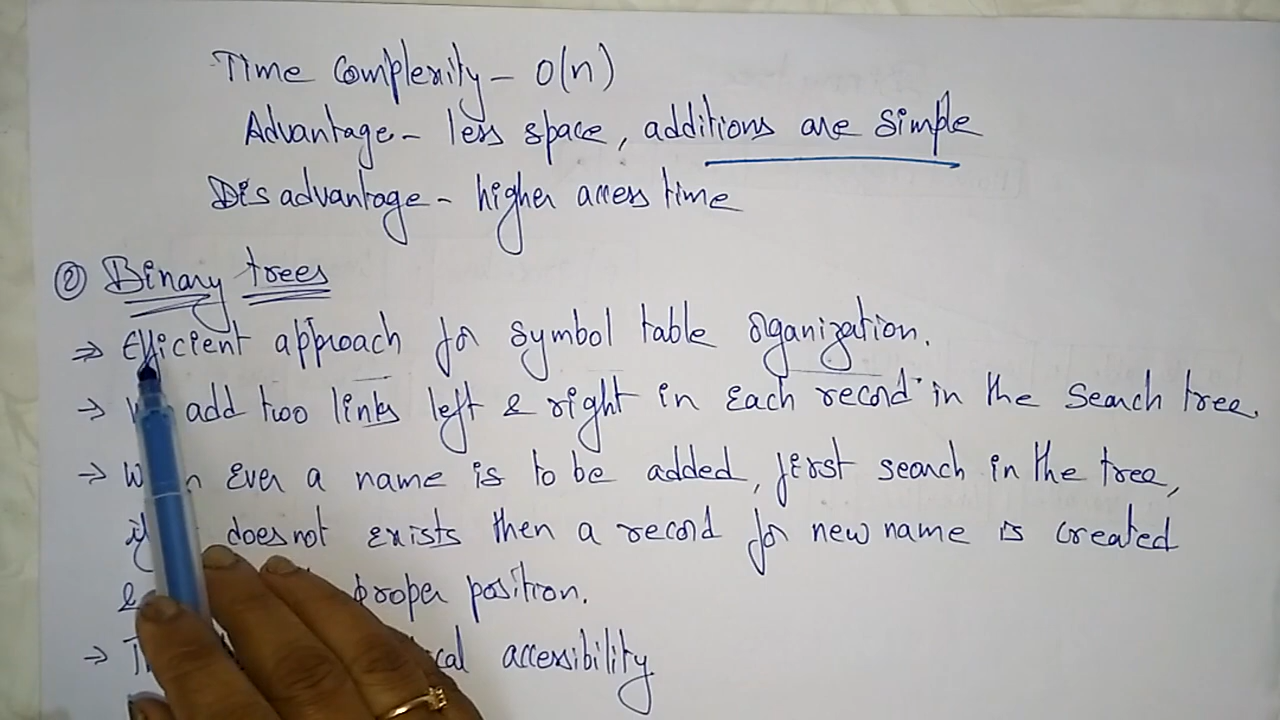 Time Complexity - O(n)
Advantage - less space, additions are simple
Disadvantage - higher access time
② Binary trees
⇒ Efficient approach for symbol table organization.
→ add two links left & right in Each record in the search tree.
→ Ever a name is to be added, first search in the tree,
does not exists then a record for new name is created
& proper position.
→ accessibility